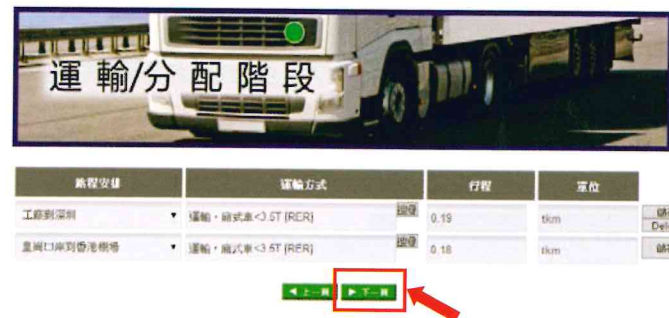 運輸/分配階段
路程安排 運輸方式 行程 單位
工廠到深圳 運輸，廂式車<3.5T {RER} 0.19 tkm
Dele
皇崗口岸到香港機場 運輸，廂式車<3.5T {RER} 0.18 tkm
上一頁 下一頁